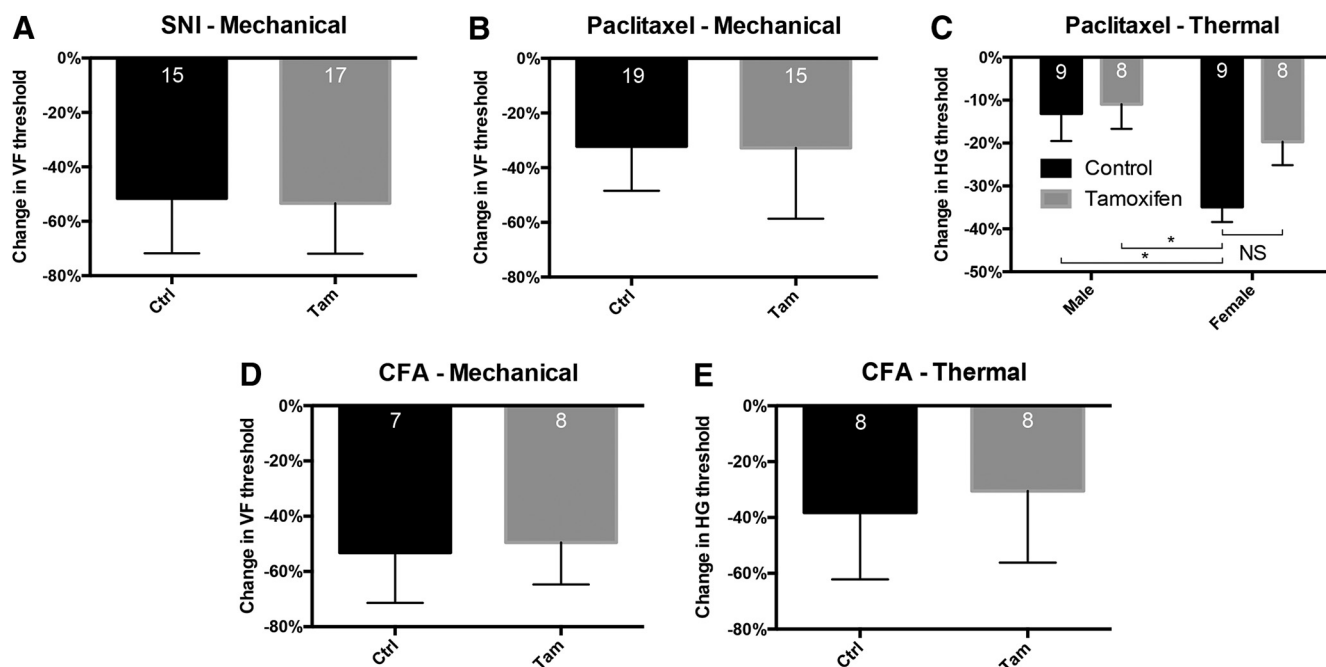 A
SNI - Mechanical
Change in VF threshold
0%
-20%
-40%
-60%
-80%
15
17
Ctrl
Tam
B
Paclitaxel - Mechanical
Change in VF threshold
0%
-20%
-40%
-60%
-80%
19
15
Ctrl
Tam
C
Paclitaxel - Thermal
Change in HG threshold
0%
-10%
-20%
-30%
-40%
-50%
9
8
9
8
Control
Tamoxifen
*
*
NS
Male
Female
D
CFA - Mechanical
Change in VF threshold
0%
-20%
-40%
-60%
-80%
7
8
Ctrl
Tam
E
CFA - Thermal
Change in HG threshold
0%
-20%
-40%
-60%
-80%
8
8
Ctrl
Tam